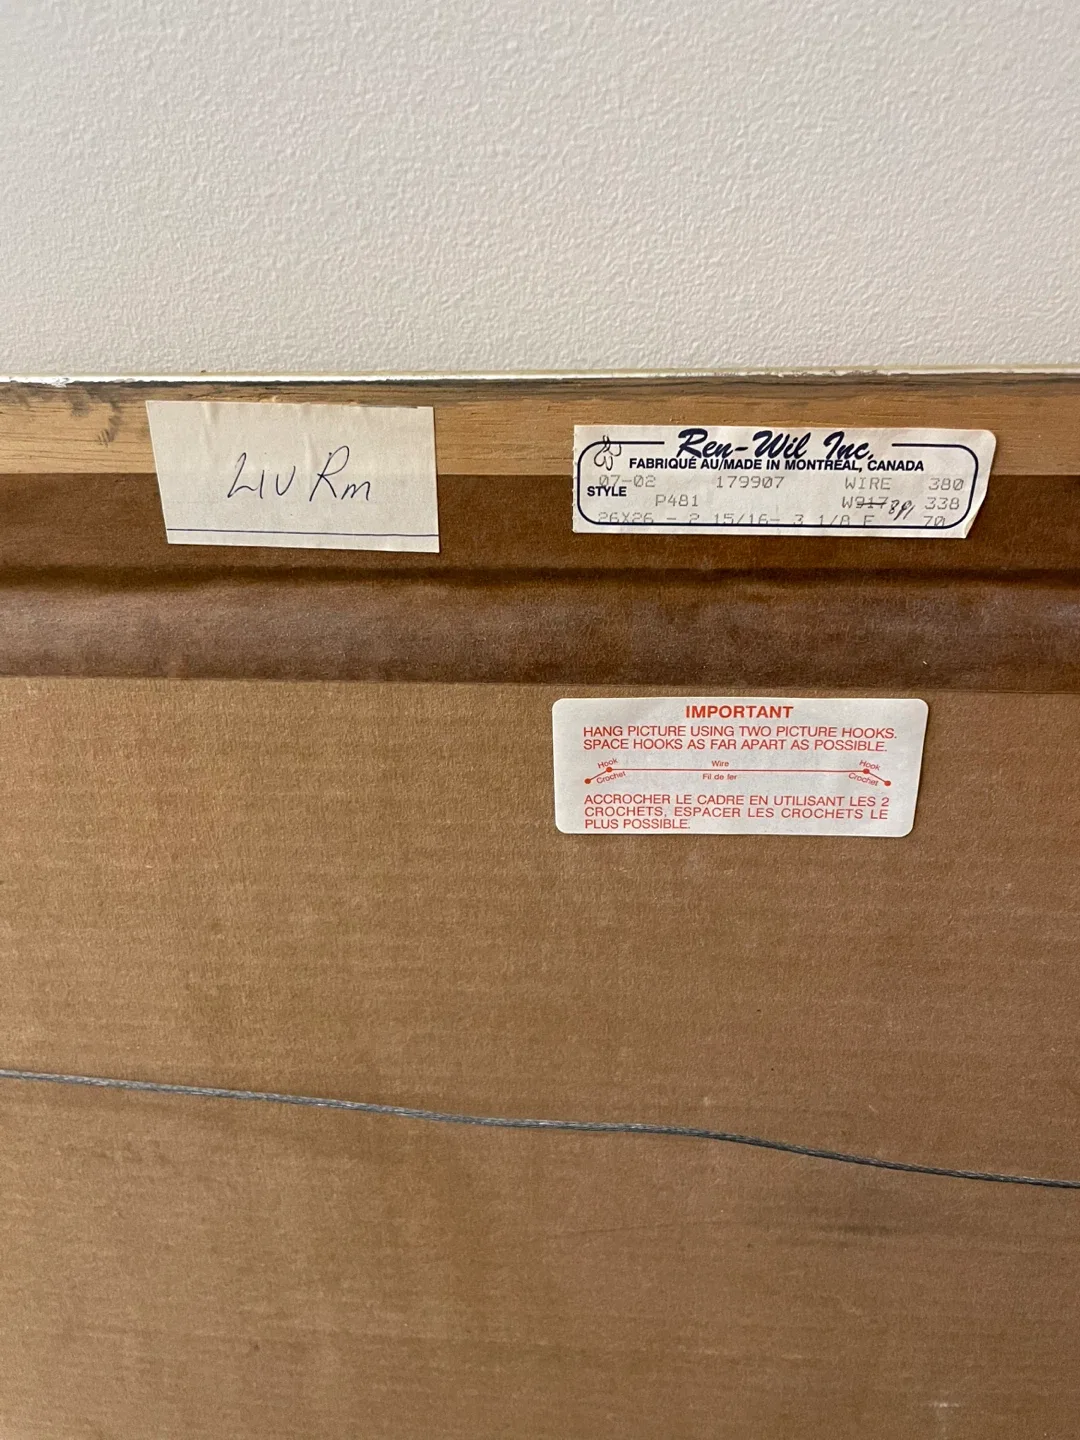 LIV Rm
Ren-Wil Inc.
FABRIQUÉ AU/MADE IN MONTRÉAL, CANADA
07-02 179907 WIRE 380
STYLE P481 W917 338
26X26 - 2 15/16- 3 1/8 F 70
IMPORTANT
HANG PICTURE USING TWO PICTURE HOOKS.
SPACE HOOKS AS FAR APART AS POSSIBLE.
Hook Wire Hook
Crochet Fil de fer Crochet
ACCROCHER LE CADRE EN UTILISANT LES 2
CROCHETS, ESPACER LES CROCHETS LE
PLUS POSSIBLE.